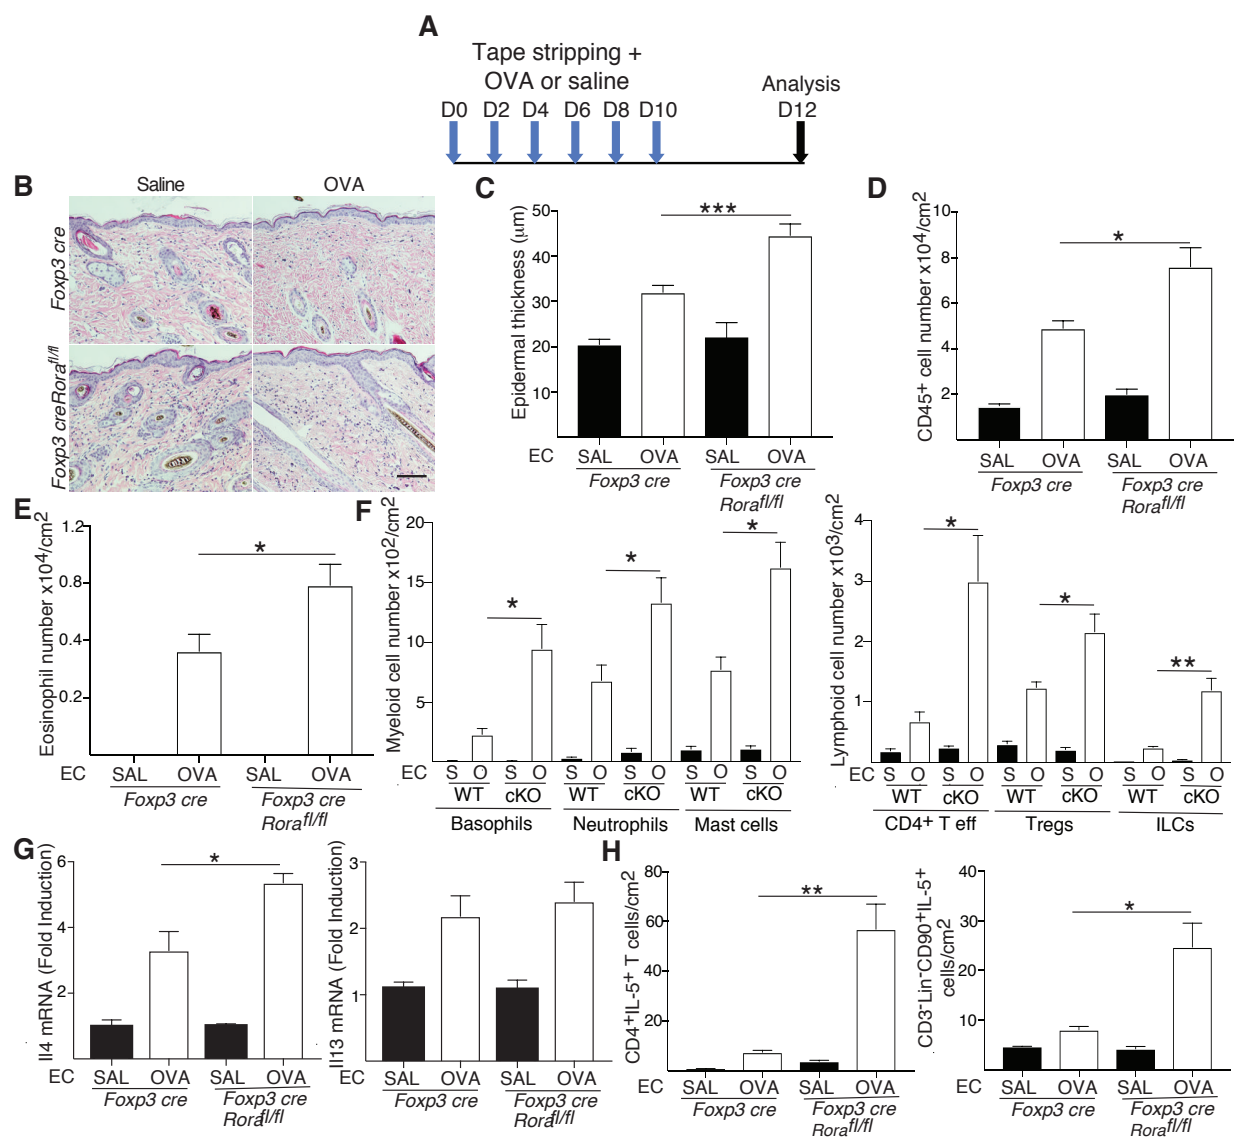 A
Tape stripping +
OVA or saline
Analysis
D0 D2 D4 D6 D8 D10 D12
B
Saline OVA
Foxp3 cre
Foxp3 creRorafl/fl
C
Epidermal thickness (µm)
50
40
30
20
10
***
EC SAL OVA SAL OVA
Foxp3 cre Foxp3 cre
Rorafl/fl
D
CD45+ cell number x104/cm2
10
8
6
4
2
*
SAL OVA SAL OVA
Foxp3 cre Foxp3 cre
Rorafl/fl
E
Eosinophil number x104/cm2
1.2
0.8
0.4
0.2
*
EC SAL OVA SAL OVA
Foxp3 cre Foxp3 cre
Rorafl/fl
F
Myeloid cell number x102/cm2
20
15
10
5
* * *
EC S O S O S O S O S O S O
WT cKO WT cKO WT cKO
Basophils Neutrophils Mast cells
Lymphoid cell number x103/cm2
4
3
2
1
* * **
EC S O S O S O S O S O S O
WT cKO WT cKO WT cKO
CD4+ T eff Tregs ILCs
G
Il4 mRNA (Fold Induction)
6
4
2
*
EC SAL OVA SAL OVA
Foxp3 cre Foxp3 cre
Rorafl/fl
Il13 mRNA (Fold Induction)
3
2
1
SAL OVA SAL OVA
Foxp3 cre Foxp3 cre
Rorafl/fl
H
CD4+IL-5+ T cells/cm2
80
60
40
20
**
EC SAL OVA SAL OVA
Foxp3 cre Foxp3 cre
Rorafl/fl
CD3-Lin-CD90+IL-5+
cells/cm2
40
30
20
10
*
EC SAL OVA SAL OVA
Foxp3 cre Foxp3 cre
Rorafl/fl